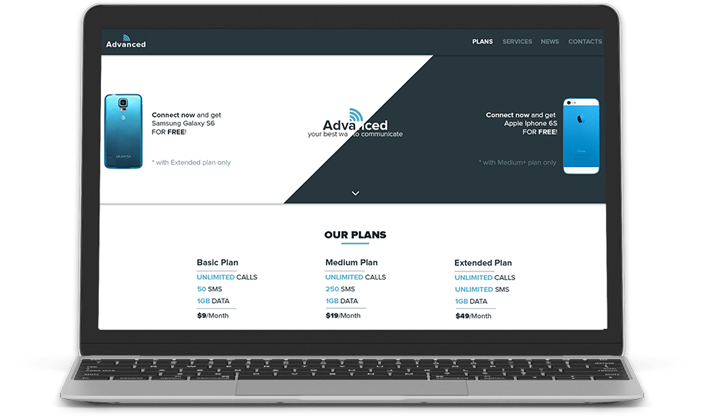 Advanced
PLANS SERVICES NEWS CONTACTS
Connect now and get
Samsung Galaxy S6
FOR FREE!
* with Extended plan only
Advanced
your best wa to communicate
Connect now and get
Apple Iphone 6S
FOR FREE!
* with Medium+ plan only
OUR PLANS
Basic Plan
UNLIMITED CALLS
50 SMS
1GB DATA
$9/Month
Medium Plan
UNLIMITED CALLS
250 SMS
1GB DATA
$19/Month
Extended Plan
UNLIMITED CALLS
UNLIMITED SMS
1GB DATA
$49/Month